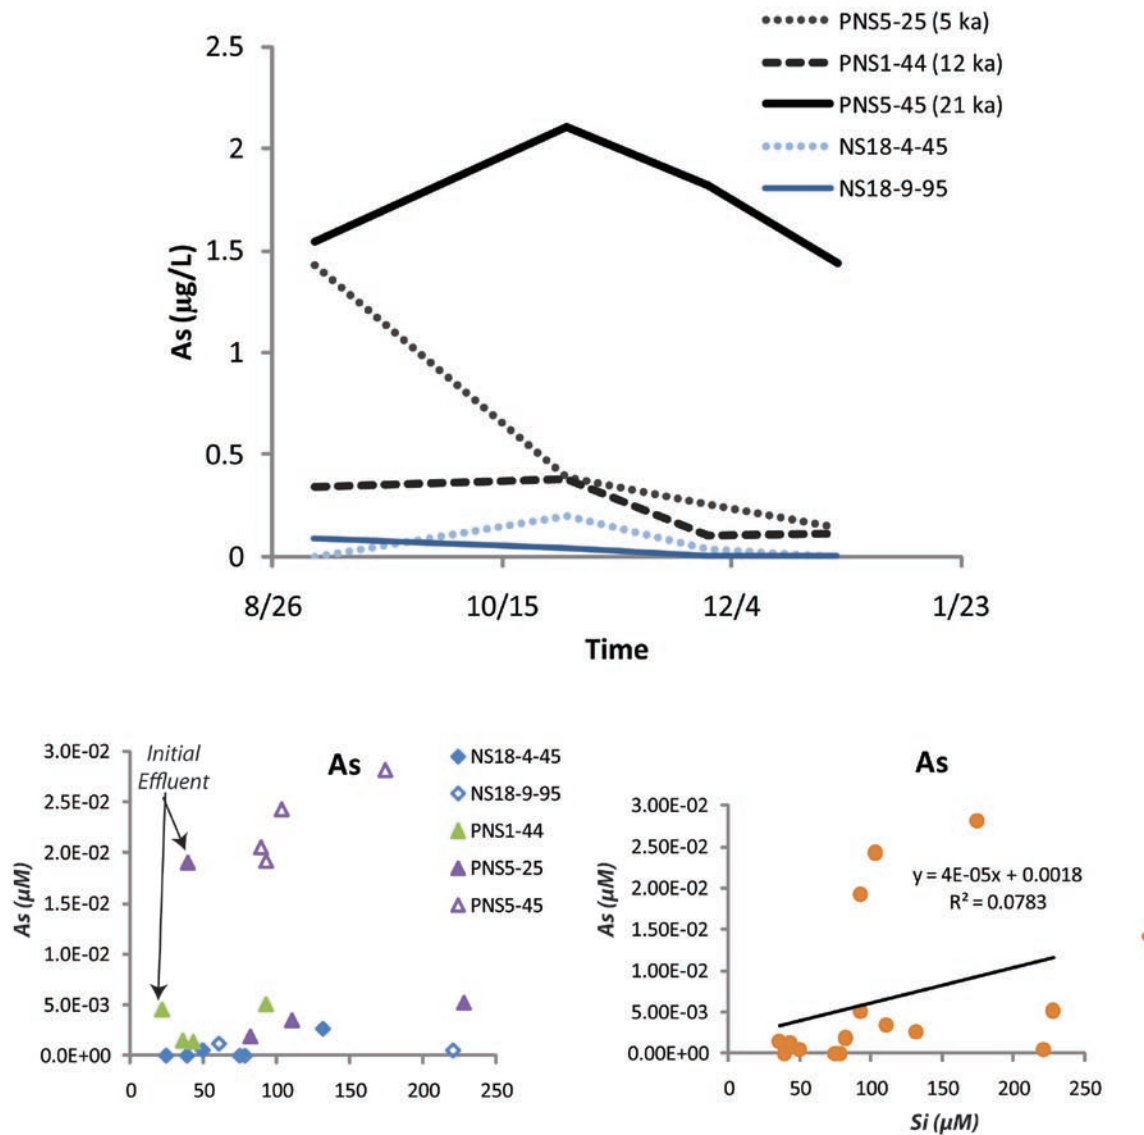 PNS5-25 (5 ka)
PNS1-44 (12 ka)
PNS5-45 (21 ka)
NS18-4-45
NS18-9-95
2.5
2
1.5
1
0.5
0
As (µg/L)
8/26
10/15
12/4
1/23
Time
As
Initial
Effluent
NS18-4-45
NS18-9-95
PNS1-44
PNS5-25
PNS5-45
3.0E-02
2.5E-02
2.0E-02
1.5E-02
1.0E-02
5.0E-03
0.0E+00
As (µM)
0
50
100
150
200
250
As
3.00E-02
2.50E-02
2.00E-02
1.50E-02
1.00E-02
5.00E-03
0.00E+00
As (µM)
y = 4E-05x + 0.0018
R² = 0.0783
0
50
100
150
200
250
Si (µM)